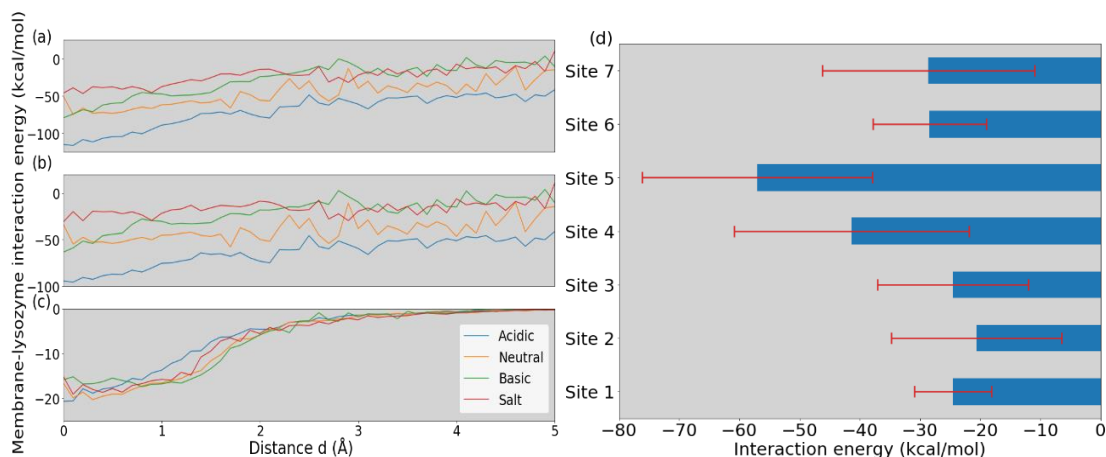 Membrane-lysozyme interaction energy (kcal/mol)
(a)
0
−50
−100
(b)
0
−50
−100
(c)
0
−10
−20
Acidic
Neutral
Basic
Salt
0 1 2 3 4 5
Distance d (Å)
(d)
Site 7
Site 6
Site 5
Site 4
Site 3
Site 2
Site 1
−80 −70 −60 −50 −40 −30 −20 −10 0
Interaction energy (kcal/mol)